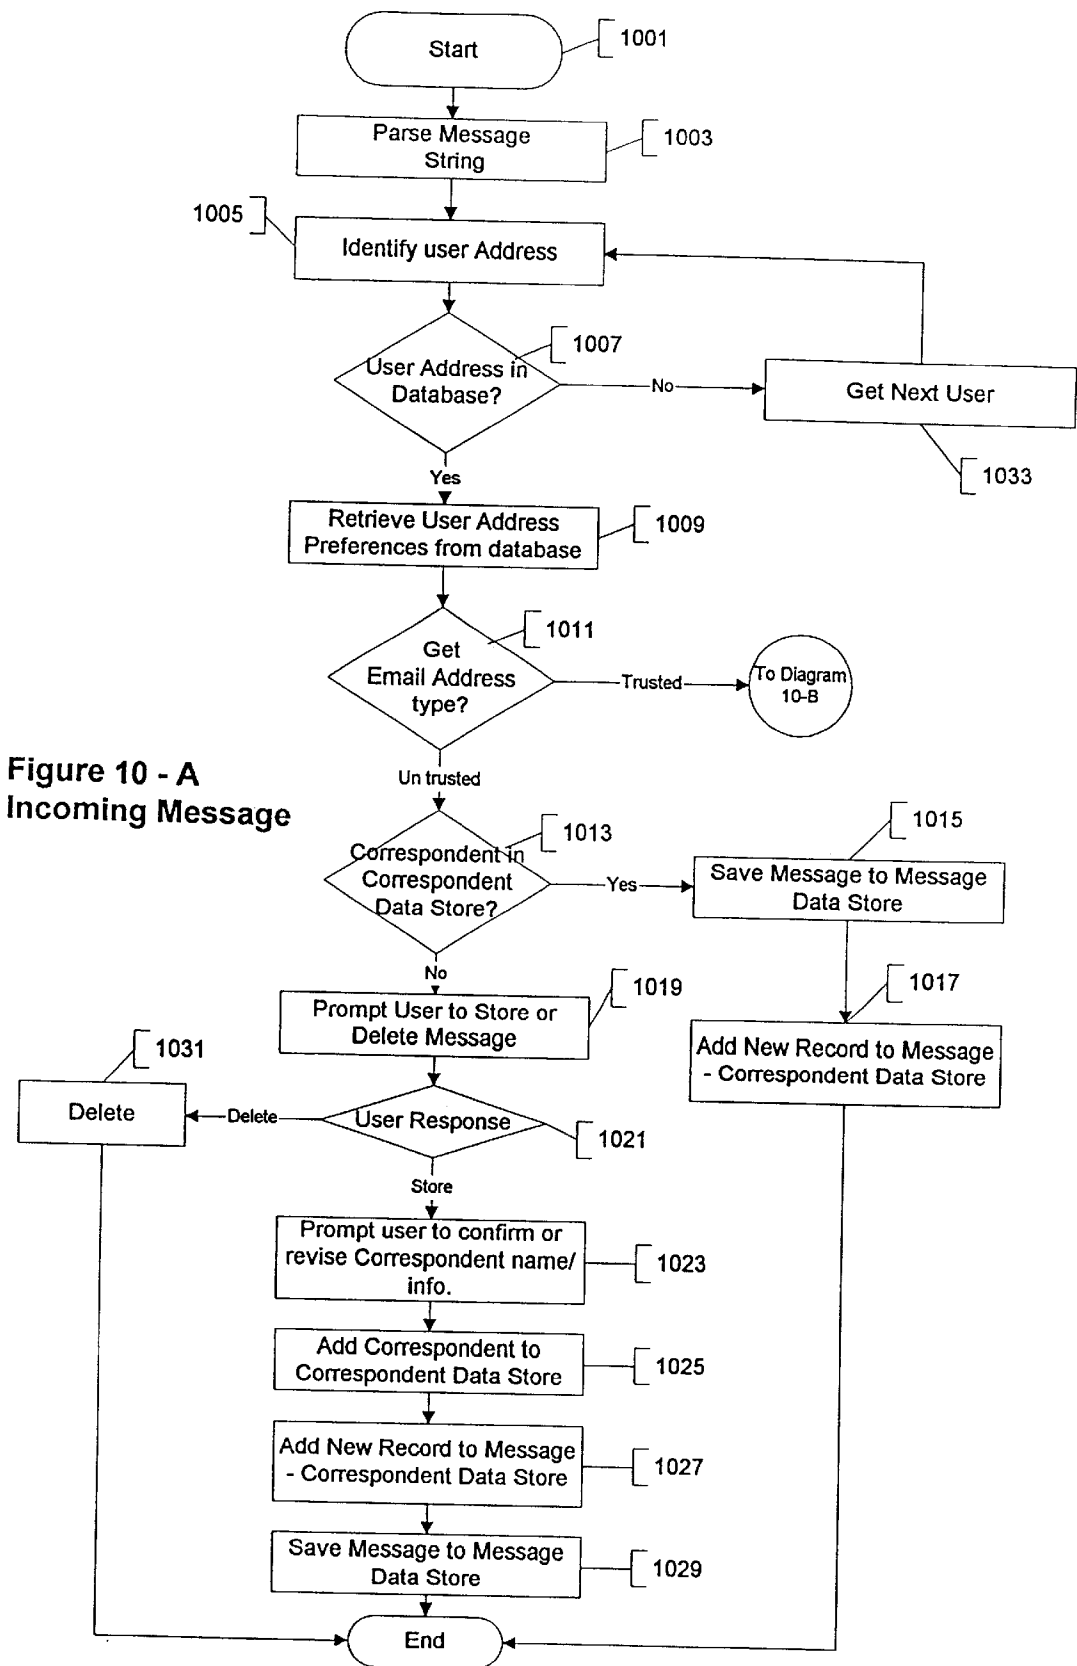 Start
1001
Parse Message
String
1003
1005
Identify user Address
1007
User Address in
Database?
No
Get Next User
1033
Yes
Retrieve User Address
Preferences from database
1009
1011
Get
Email Address
type?
Trusted
To Diagram
10-B
Figure 10 - A
Incoming Message
Un trusted
1013
Correspondent in
Correspondent
Data Store?
Yes
1015
Save Message to Message
Data Store
No
1017
Add New Record to Message
- Correspondent Data Store
1019
Prompt User to Store or
Delete Message
1031
Delete
Delete
User Response
1021
Store
Prompt user to confirm or
revise Correspondent name/
info.
1023
Add Correspondent to
Correspondent Data Store
1025
Add New Record to Message
- Correspondent Data Store
1027
Save Message to Message
Data Store
1029
End